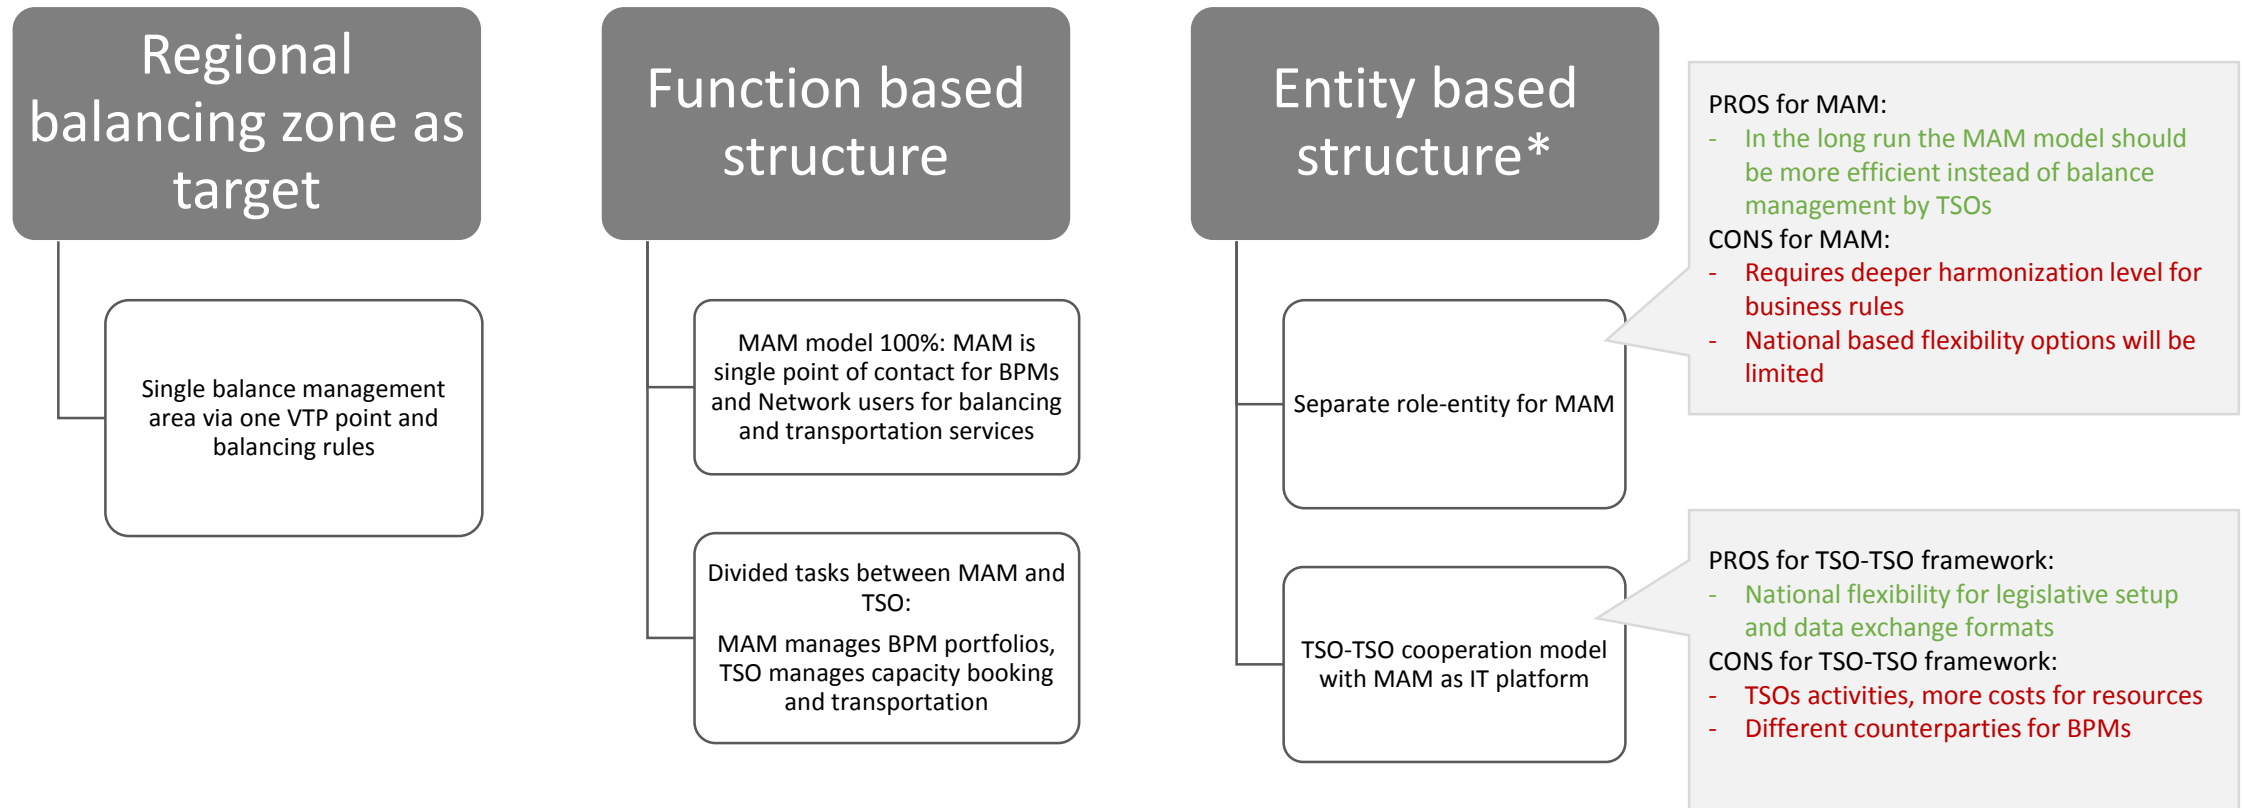 Regional
balancing zone as
target
Single balance management
area via one VTP point and
balancing rules
Function based
structure
MAM model 100%: MAM is
single point of contact for BPMs
and Network users for balancing
and transportation services
Divided tasks between MAM and
TSO:
MAM manages BPM portfolios,
TSO manages capacity booking
and transportation
Entity based
structure*
Separate role-entity for MAM
TSO-TSO cooperation model
with MAM as IT platform
PROS for MAM:
- In the long run the MAM model should
be more efficient instead of balance
management by TSOs
CONS for MAM:
- Requires deeper harmonization level for
business rules
- National based flexibility options will be
limited
PROS for TSO-TSO framework:
- National flexibility for legislative setup
and data exchange formats
CONS for TSO-TSO framework:
- TSOs activities, more costs for resources
- Different counterparties for BPMs